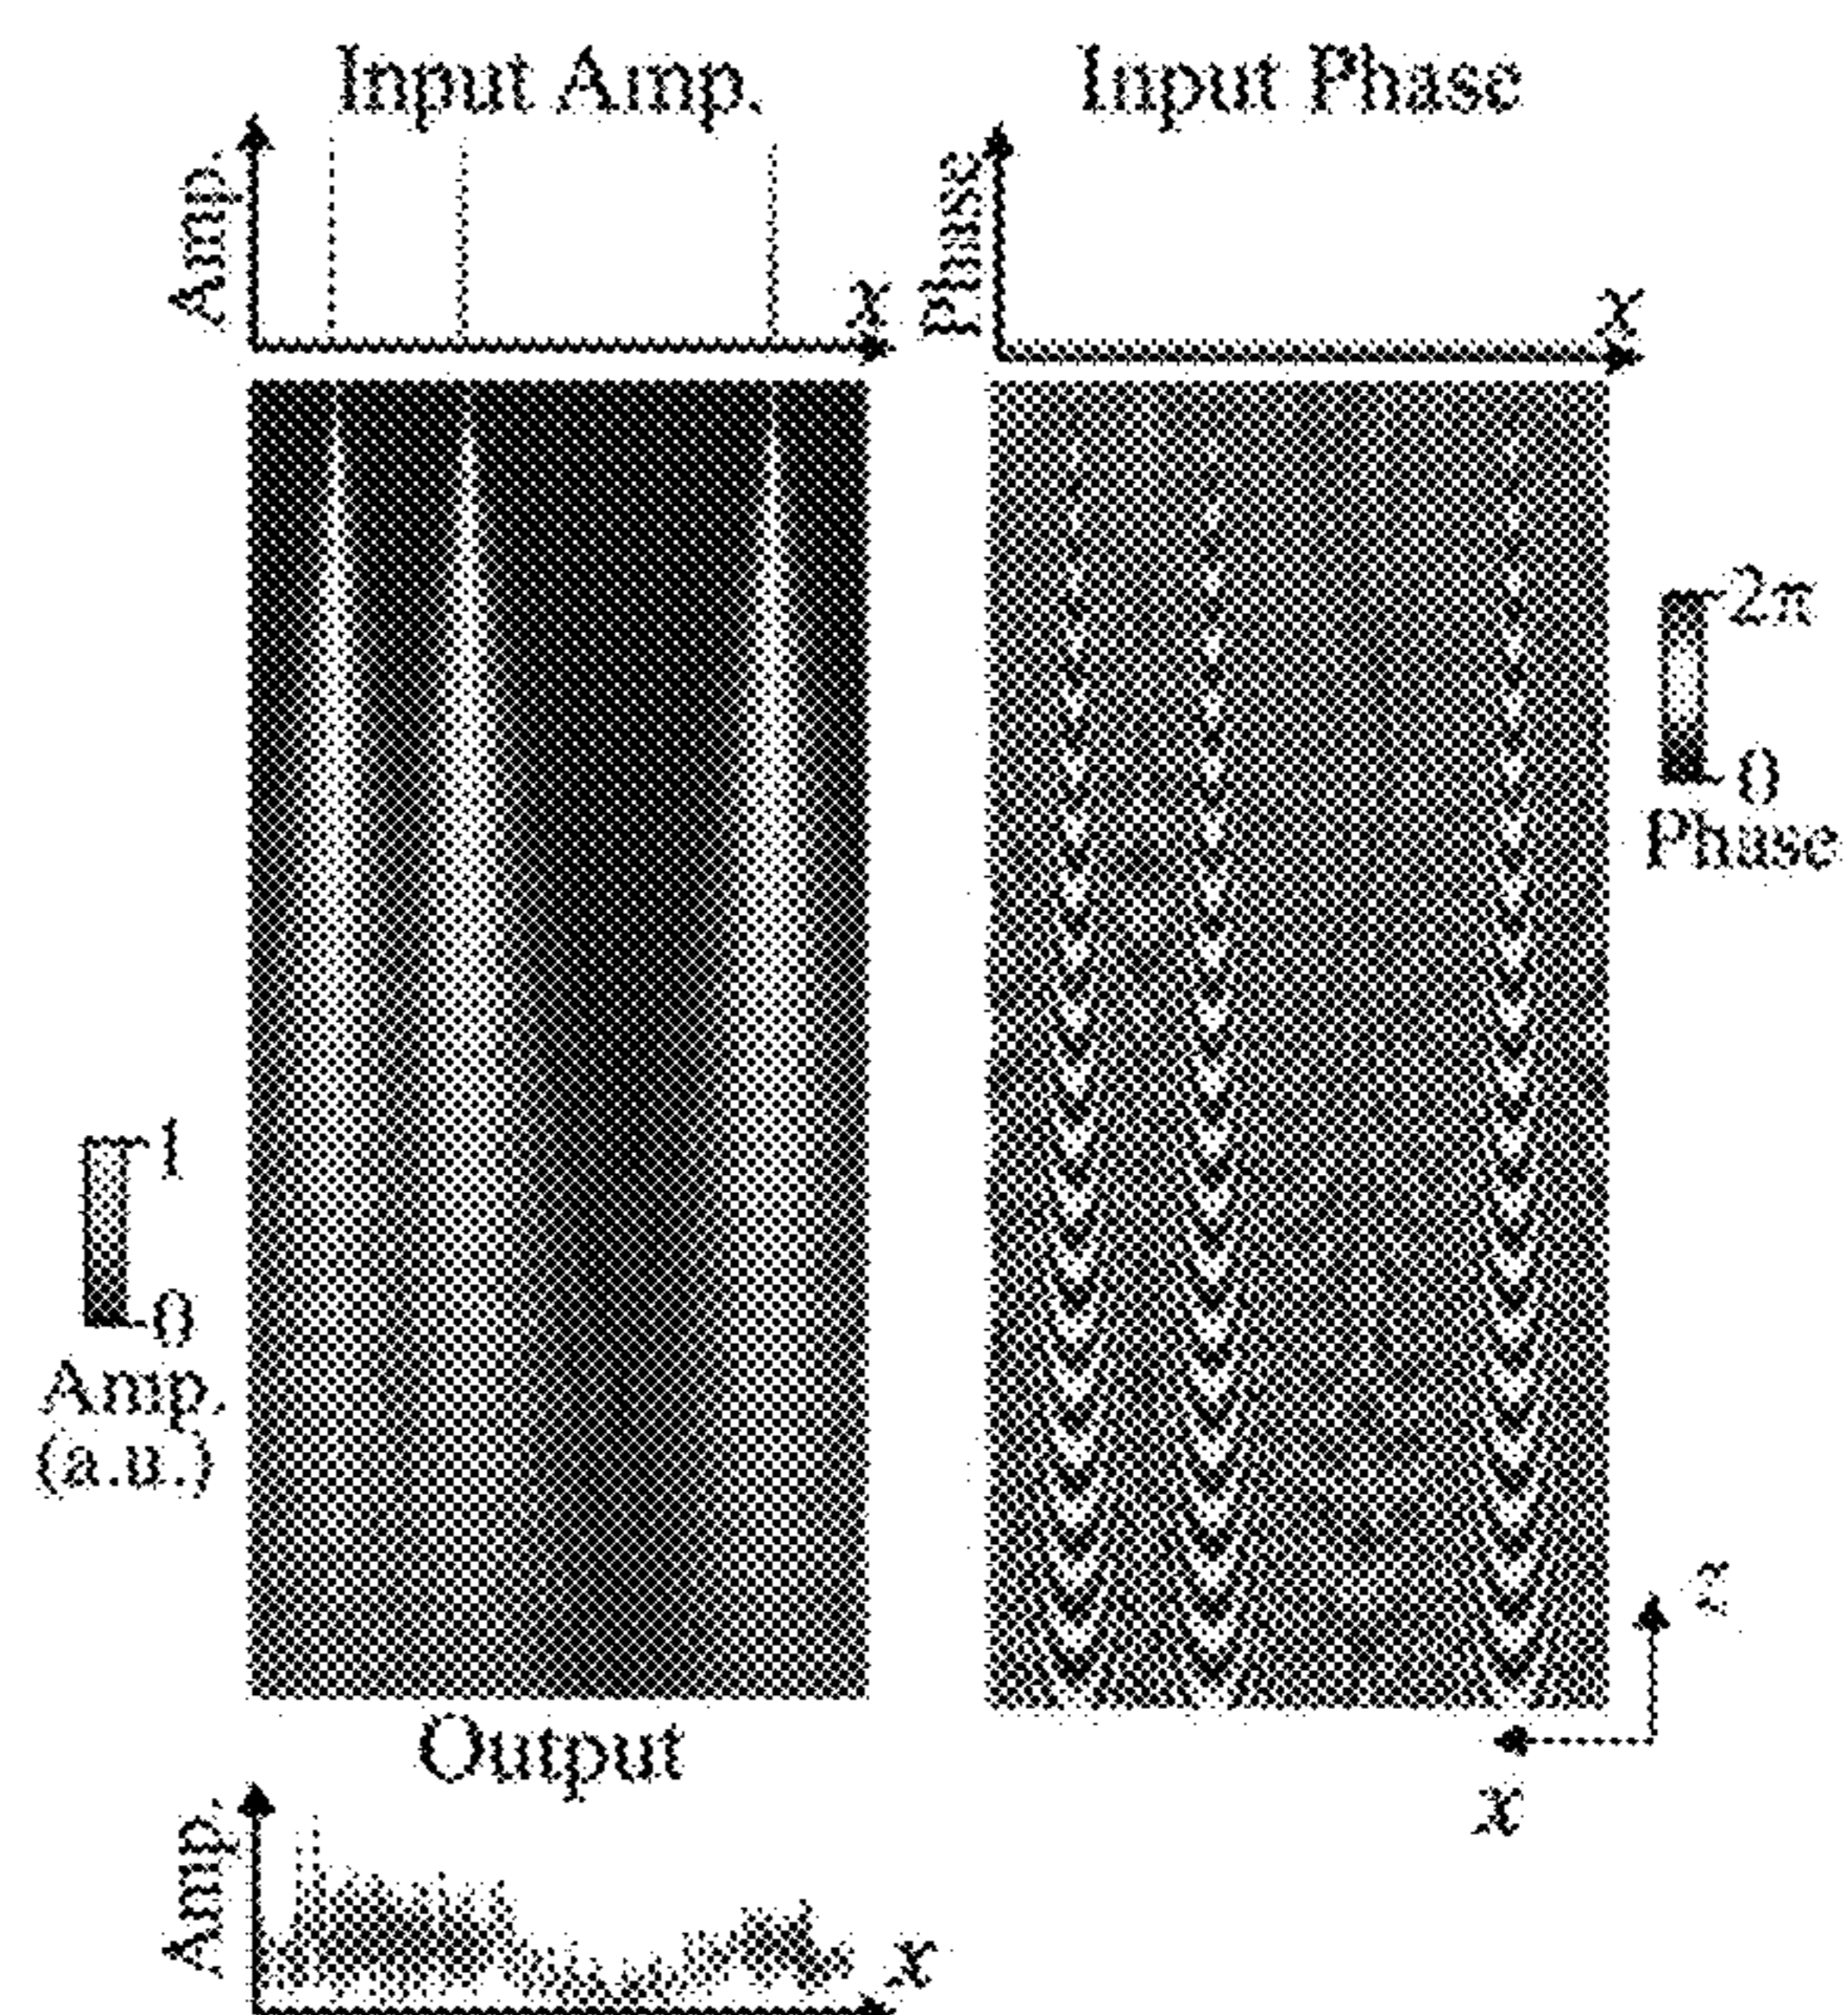 Input Amp.
Input Phase
Amp.
x
Phase
x
2π
0
Phase
1
0
Amp.
(a.u.)
z
x
Output
Amp.
x